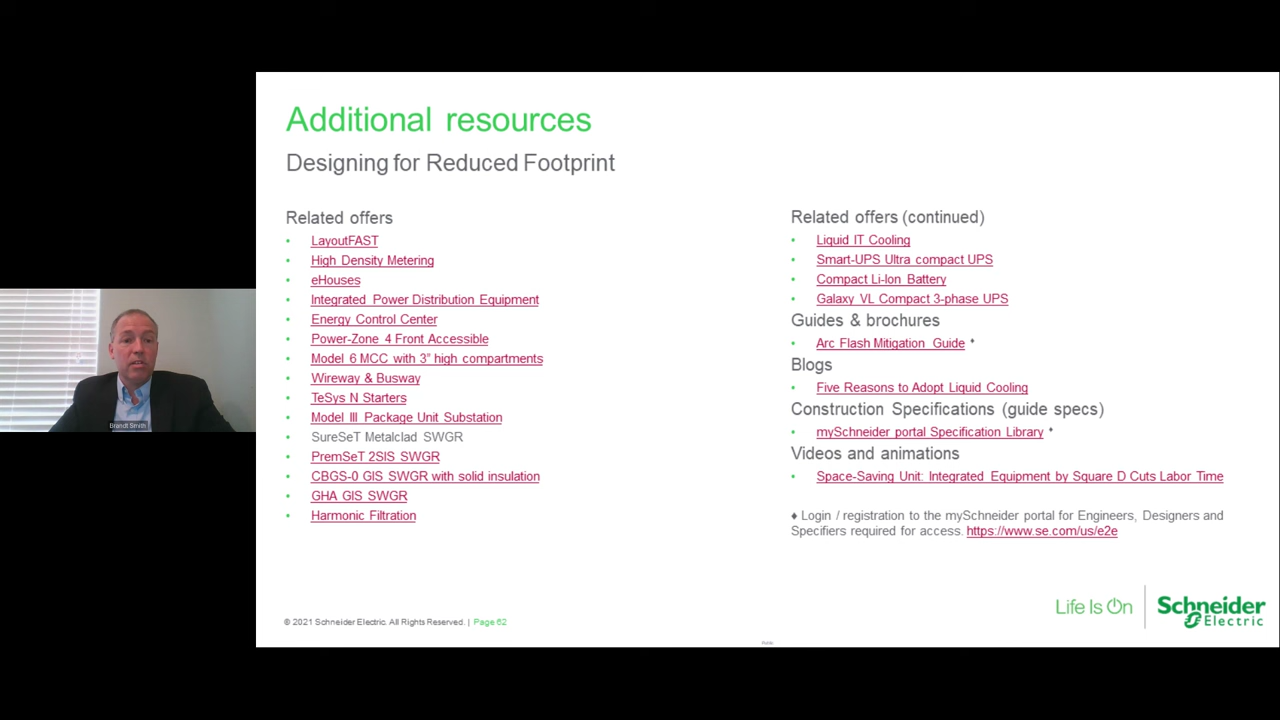 Additional resources
Designing for Reduced Footprint
Related offers
• LayoutFAST
• High Density Metering
• eHouses
• Integrated Power Distribution Equipment
• Energy Control Center
• Power-Zone 4 Front Accessible
• Model 6 MCC with 3" high compartments
• Wireway & Busway
• TeSys N Starters
• Model III Package Unit Substation
• SureSeT Metalclad SWGR
• PremSeT 2SIS SWGR
• CBGS-0 GIS SWGR with solid insulation
• GHA GIS SWGR
• Harmonic Filtration
Related offers (continued)
• Liquid IT Cooling
• Smart-UPS Ultra compact UPS
• Compact Li-Ion Battery
• Galaxy VL Compact 3-phase UPS
Guides & brochures
• Arc Flash Mitigation Guide ♦
Blogs
• Five Reasons to Adopt Liquid Cooling
Construction Specifications (guide specs)
• mySchneider portal Specification Library ♦
Videos and animations
• Space-Saving Unit: Integrated Equipment by Square D Cuts Labor Time
♦ Login / registration to the mySchneider portal for Engineers, Designers and
Specifiers required for access. https://www.se.com/us/e2e
Brandt Smith
© 2021 Schneider Electric. All Rights Reserved. | Page 62
Life Is On
Schneider
Electric